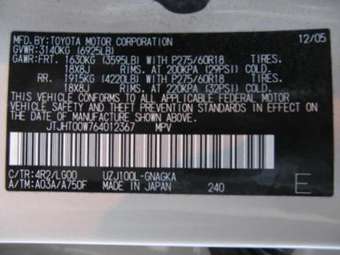 MFD.BY:TOYOTA MOTOR CORPORATION 12/05
GVWR:3140KG (6925LB)
GAWR:FRT. 1630KG (3595LB) WITH P275/60R18 TIRES.
18X8J RIMS. AT 200KPA (29PSI) COLD
RR. 1915KG (4220LB) WITH P275/60R18 TIRES.
18X8J RIMS. AT 220KPA (32PSI) COLD
THIS VEHICLE CONFORMS TO ALL APPLICABLE FEDERAL MOTOR
VEHICLE SAFETY AND THEFT PREVENTION STANDARDS IN EFFECT
ON THE DATE OF MANUFACTURE SHOWN ABOVE.
JTJHT00W764012367 MPV
C/TR:4R2/LG00 UZJ100L-GNAGKA
A/TM:A03A/A750F MADE IN JAPAN 240 E